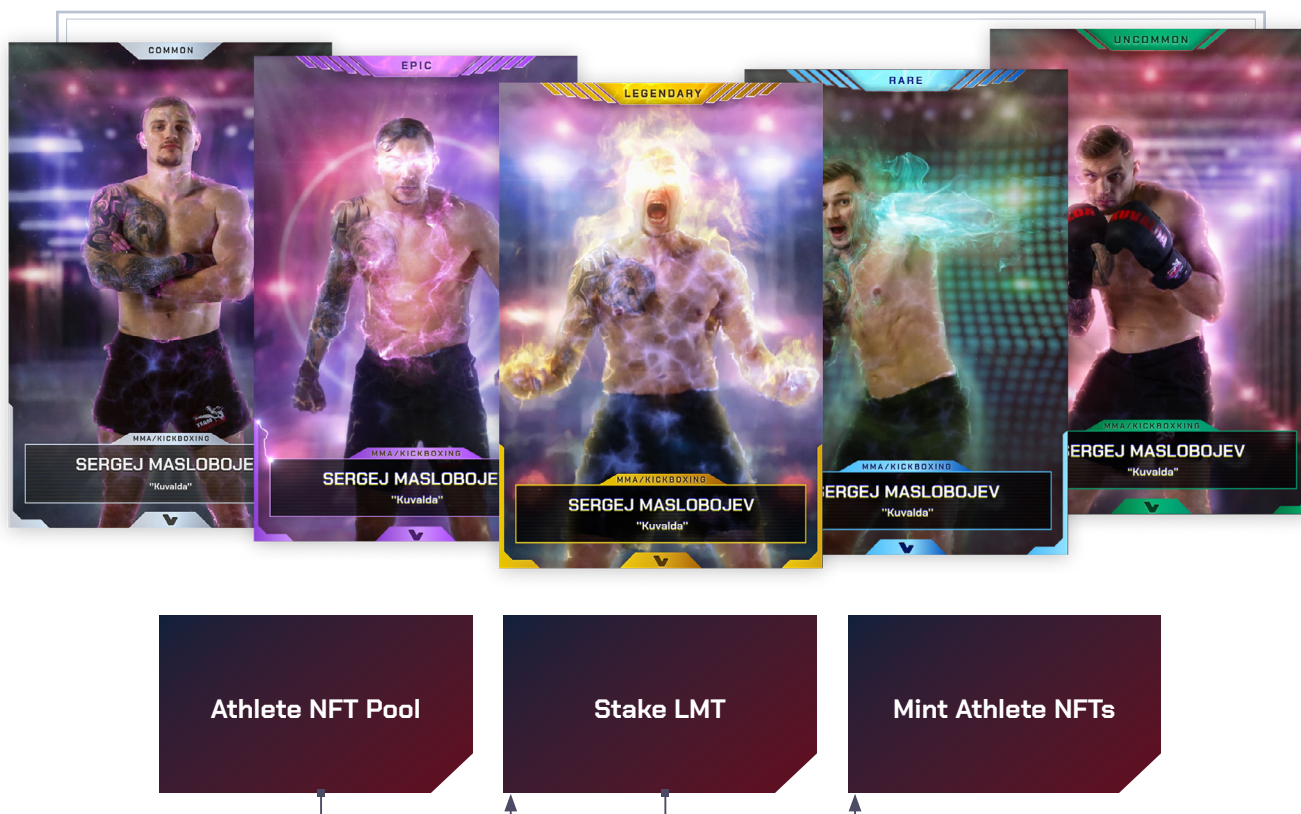 COMMON
MMA/KICKBOXING
SERGEJ MASLOBOJE
"Kuvalda"
EPIC
MMA/KICKBOXING
SERGEJ MASLOBOJE
"Kuvalda"
LEGENDARY
MMA/KICKBOXING
SERGEJ MASLOBOJEV
"Kuvalda"
RARE
MMA/KICKBOXING
SERGEJ MASLOBOJEV
"Kuvalda"
UNCOMMON
MMA/KICKBOXING
SERGEJ MASLOBOJEV
"Kuvalda"
Athlete NFT Pool
Stake LMT
Mint Athlete NFTs